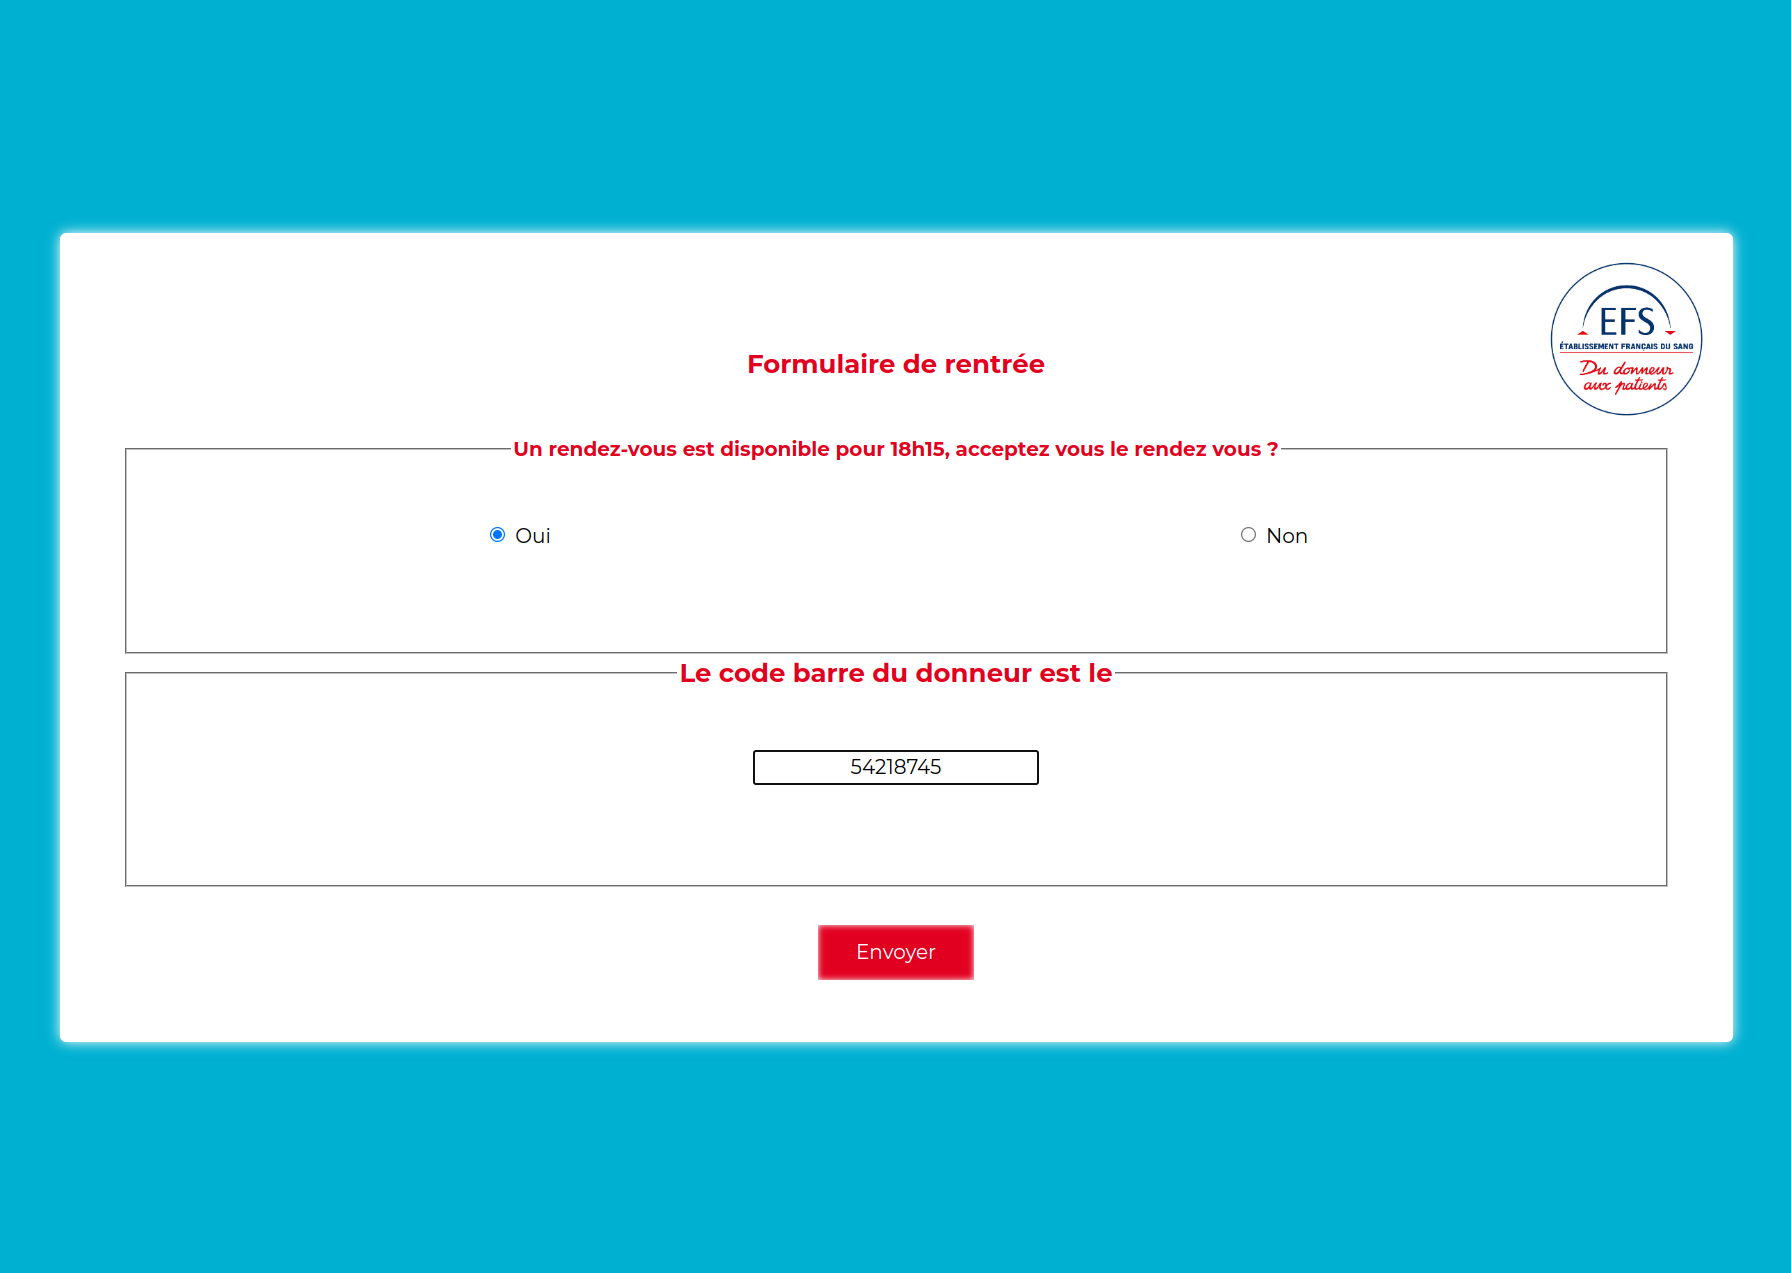 EFS
ÉTABLISSEMENT FRANÇAIS DU SANG
Du donneur
aux patients
Formulaire de rentrée
Un rendez-vous est disponible pour 18h15, acceptez vous le rendez vous ?
Oui
Non
Le code barre du donneur est le
54218745
Envoyer